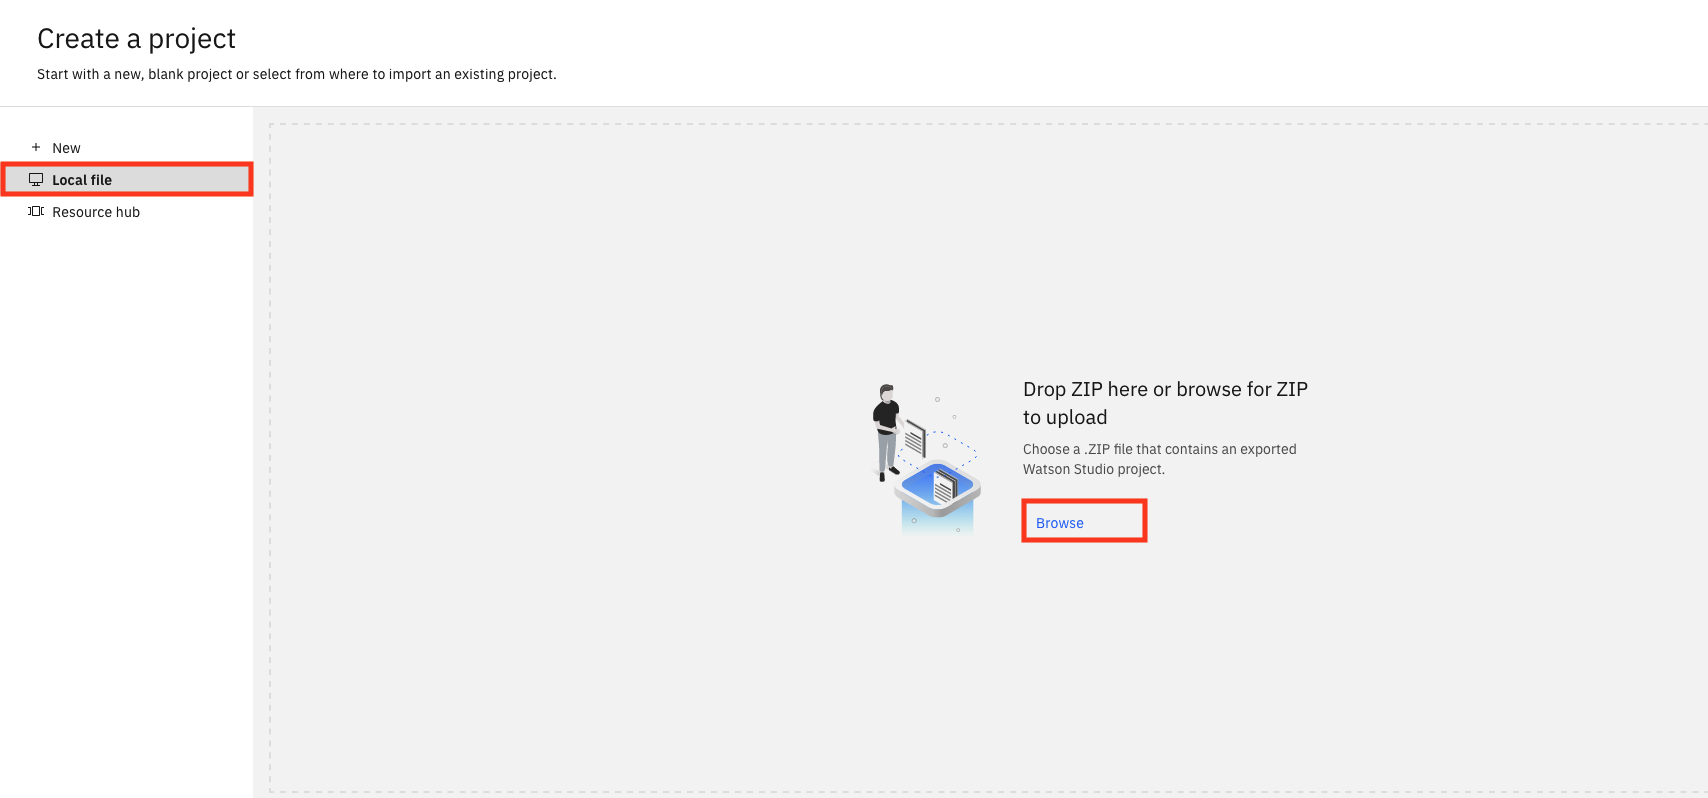 Create a project
Start with a new, blank project or select from where to import an existing project.
New
Local file
Resource hub
Drop ZIP here or browse for ZIP
to upload
Choose a .ZIP file that contains an exported
Watson Studio project.
Browse